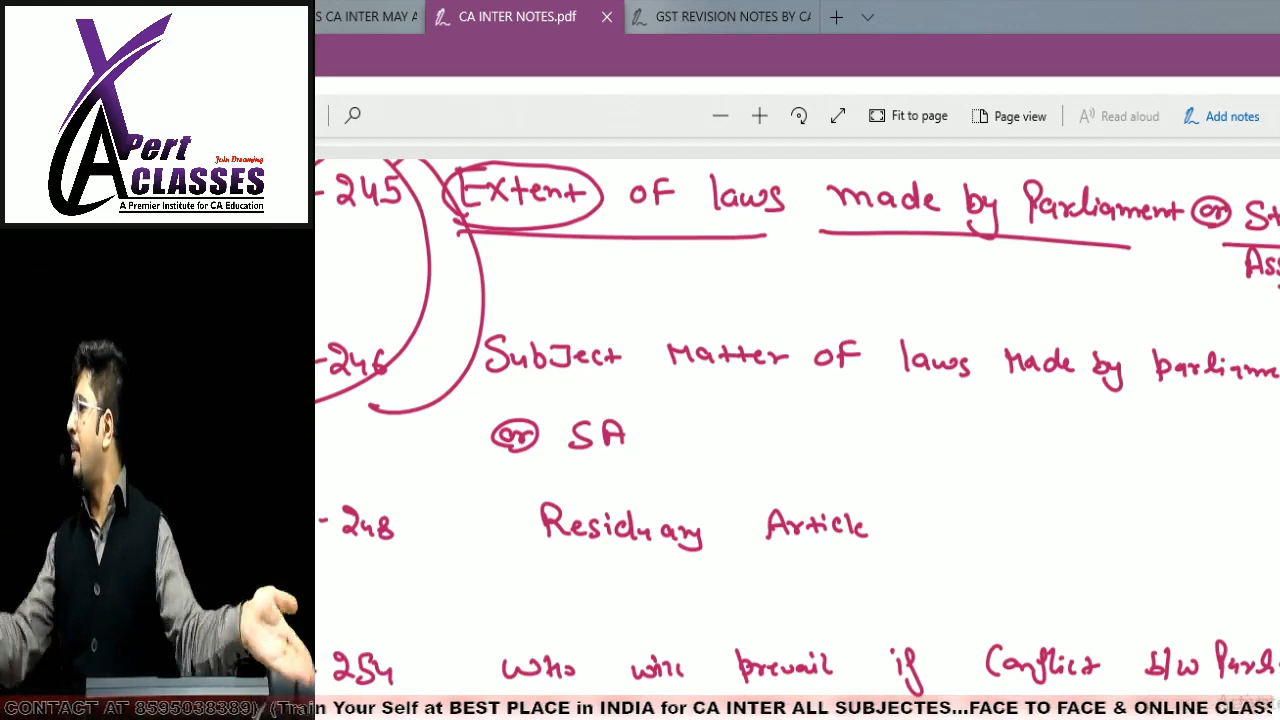 S CA INTER MAY A
CA INTER NOTES.pdf
GST REVISION NOTES BY CA
XPert
Join Dreaming
CA CLASSES
A Premier Institute for CA Education
Fit to page
Page view
Read aloud
Add notes
-245 Extent of laws made by Parliament or St
Ass
-246 Subject Matter of laws Made by parliame
or SA
-248 Residuary Article
-254 Who will prevail if Conflict b/w Parli
CONTACT AT 8595038389) (Train Your Self at BEST PLACE in INDIA for CA INTER ALL SUBJECTES...FACE TO FACE & ONLINE CLASS